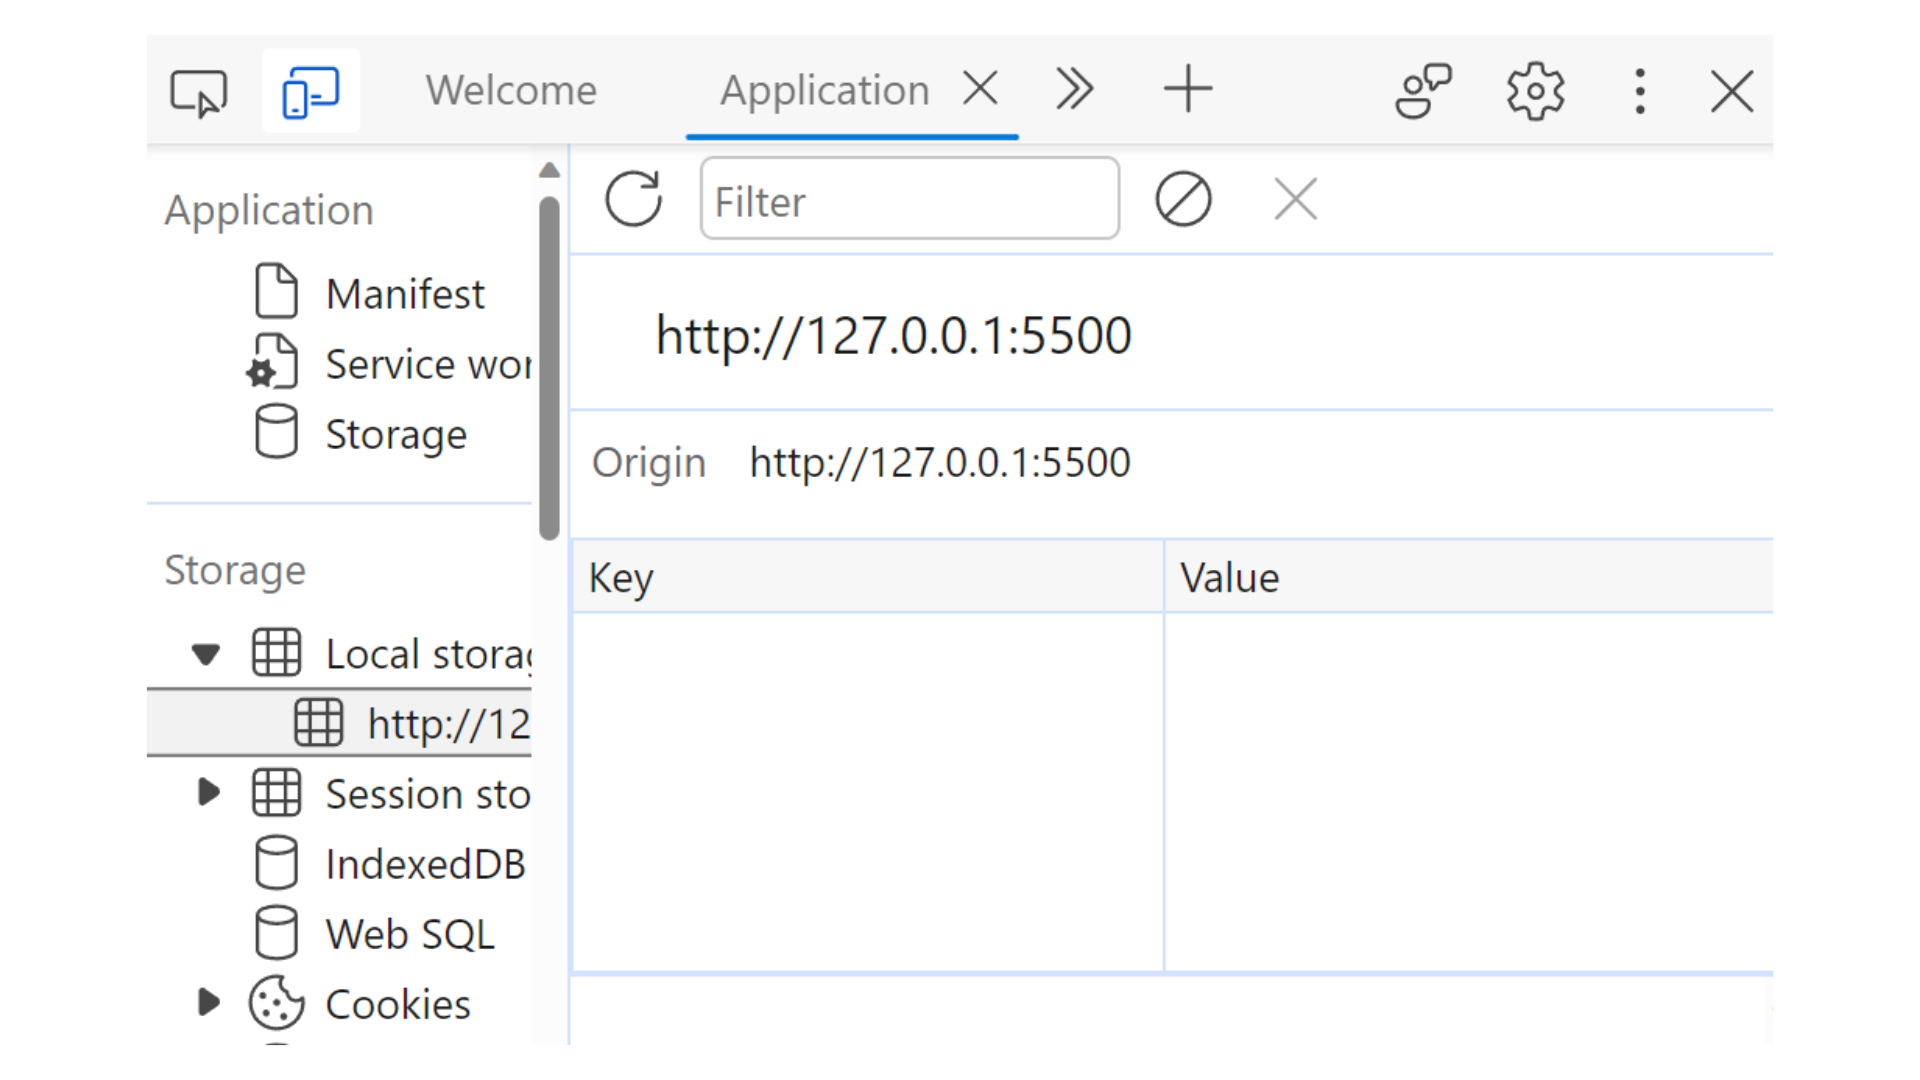 Welcome
Application
Application
Manifest
Service wor
Storage
Storage
Local storag
http://12
Session sto
IndexedDB
Web SQL
Cookies
Filter
http://127.0.0.1:5500
Origin http://127.0.0.1:5500
Key Value